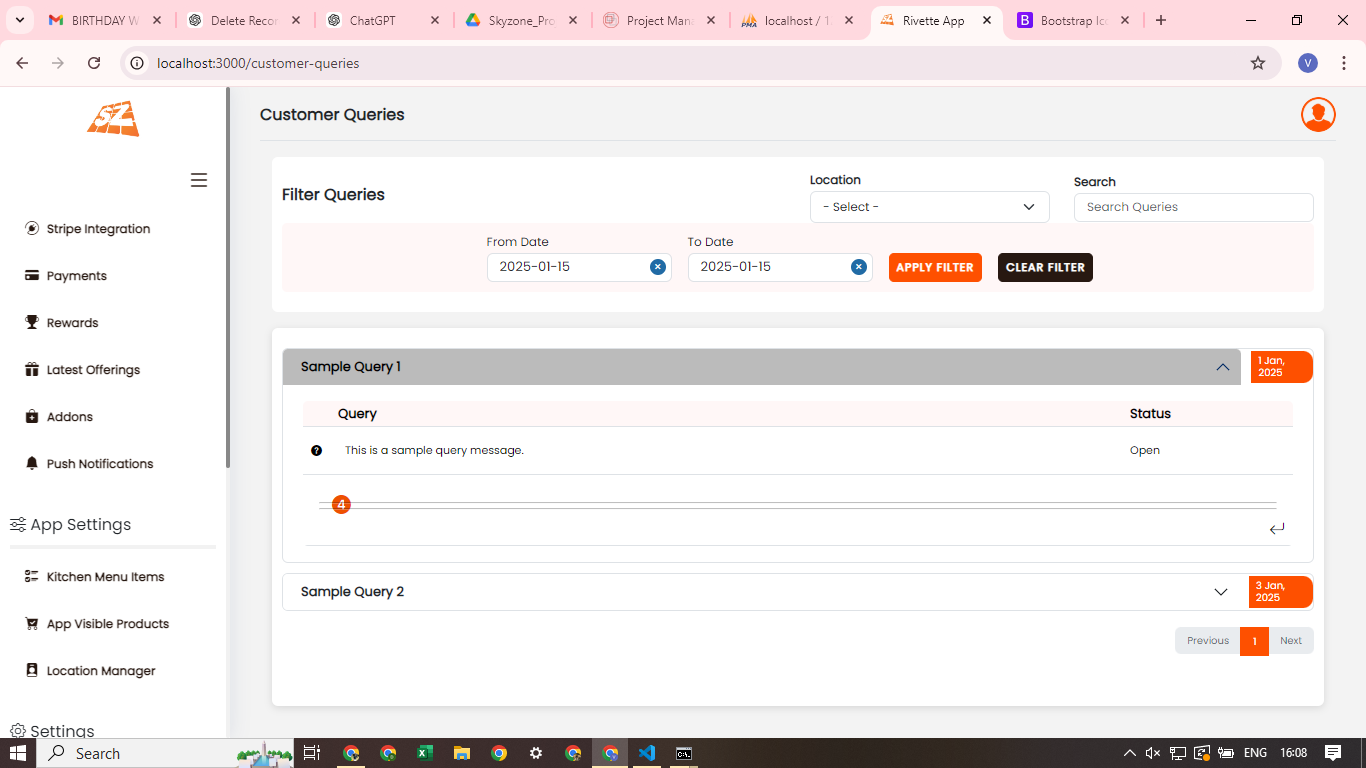 BIRTHDAY W
Delete Recor
ChatGPT
Skyzone_Pro
Project Mana
localhost / 1
Rivette App
Bootstrap Ico
localhost:3000/customer-queries
V
SZ
Customer Queries
Stripe Integration
Payments
Rewards
Latest Offerings
Addons
Push Notifications
App Settings
Kitchen Menu Items
App Visible Products
Location Manager
Settings
Filter Queries
Location
- Select -
Search
Search Queries
From Date
2025-01-15
To Date
2025-01-15
APPLY FILTER
CLEAR FILTER
Sample Query 1
1 Jan,
2025
Query
Status
This is a sample query message.
Open
4
Sample Query 2
3 Jan,
2025
Previous
1
Next
Search
ENG
16:08